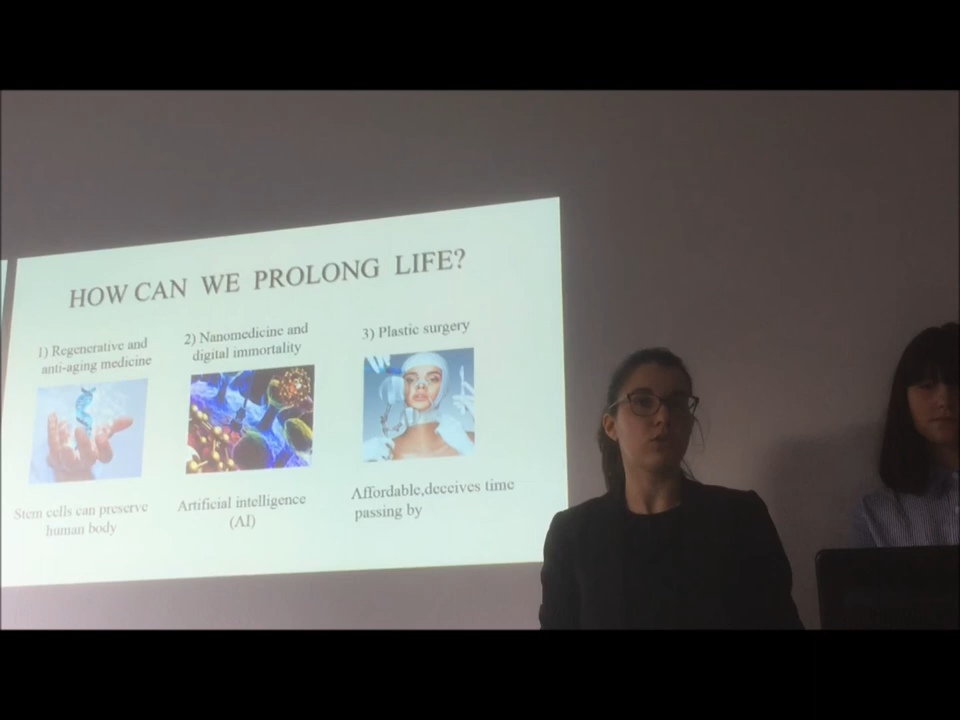 HOW CAN WE PROLONG LIFE?
1) Regenerative and
anti-aging medicine
2) Nanomedicine and
digital immortality
3) Plastic surgery
Stem cells can preserve
human body
Artificial intelligence
(AI)
Affordable,deceives time
passing by